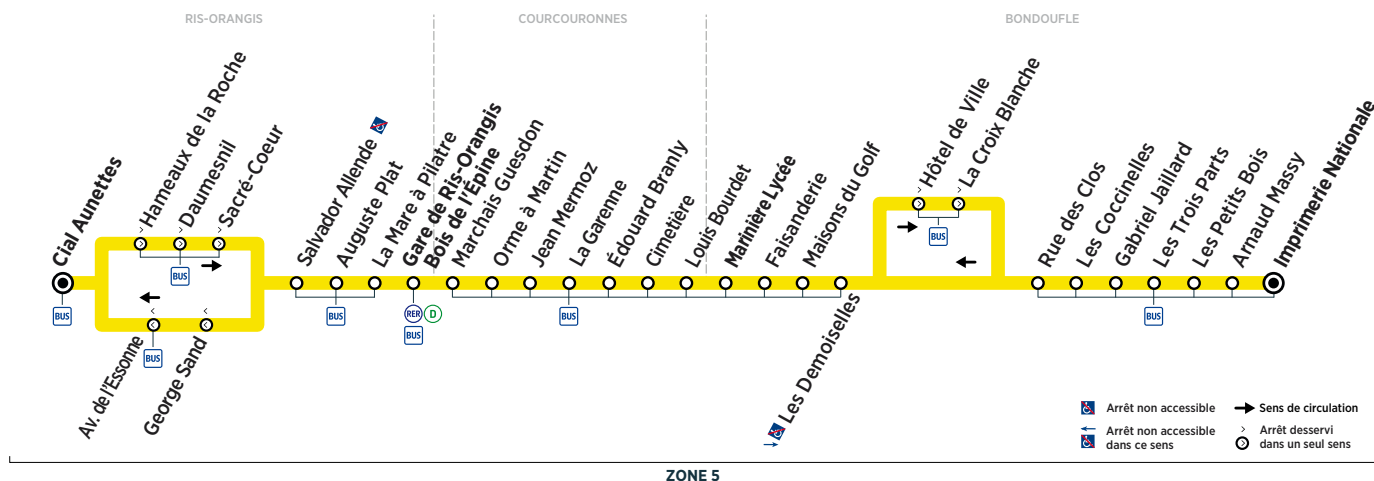 RIS-ORANGIS
COURCOURONNES
BONDOUFLE
Cial Aunettes
Hameaux de la Roche
Daumesnil
Sacré-Coeur
Av. de l'Essonne
George Sand
Salvador Allende
Auguste Plat
La Mare à Pilatre
Gare de Ris-Orangis
Bois de l'Épine
Marchais Guesdon
Orme à Martin
Jean Mermoz
La Garenne
Édouard Branly
Cimetière
Louis Bourdet
Marinière Lycée
Faisanderie
Maisons du Golf
Les Demoiselles
Hôtel de Ville
La Croix Blanche
Rue des Clos
Les Coccinelles
Gabriel Jaillard
Les Trois Parts
Les Petits Bois
Arnaud Massy
Imprimerie Nationale
BUS
BUS
BUS
BUS
RER D
BUS
BUS
BUS
BUS
Arrêt non accessible
Sens de circulation
Arrêt non accessible
dans ce sens
Arrêt desservi
dans un seul sens
ZONE 5